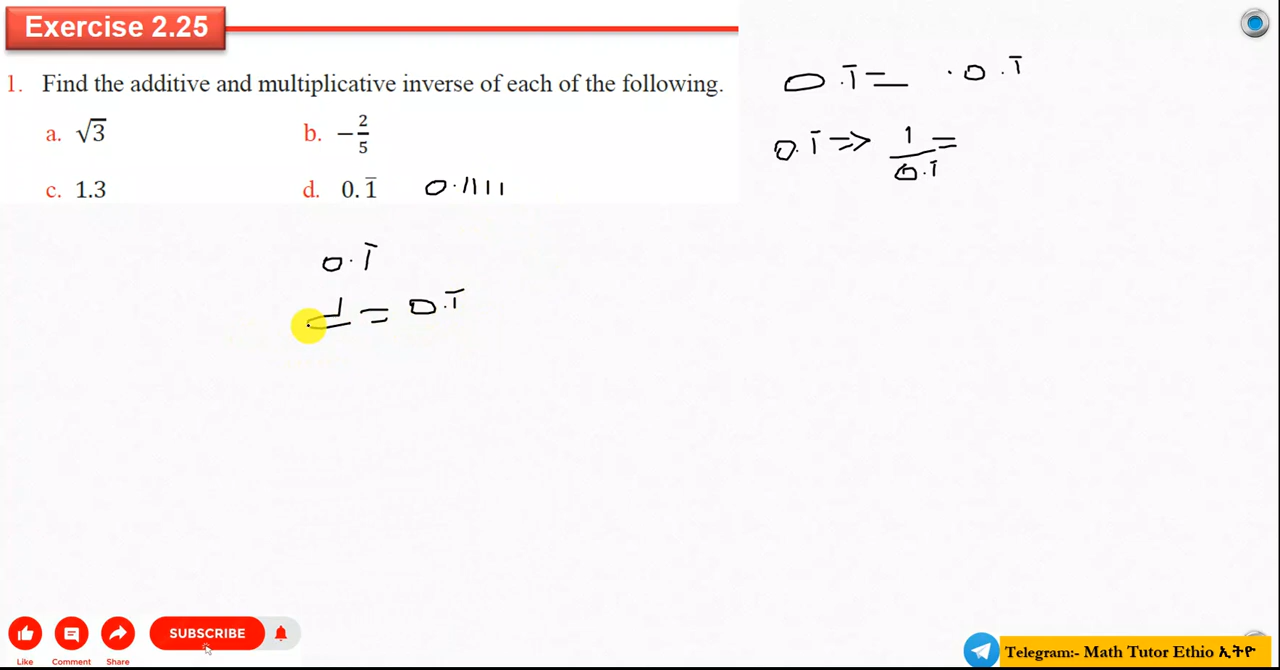 Exercise 2.25
1. Find the additive and multiplicative inverse of each of the following.
a. √3 b. −2/5
c. 1.3 d. 0.1̄ 0.1111
0.1̄ = · 0.1̄
0.1̄ ⇒ 1/0.1̄ =
0.1̄
1 = 0.1̄
Like
Comment
Share
SUBSCRIBE
Telegram:- Math Tutor Ethio ኢትዮ